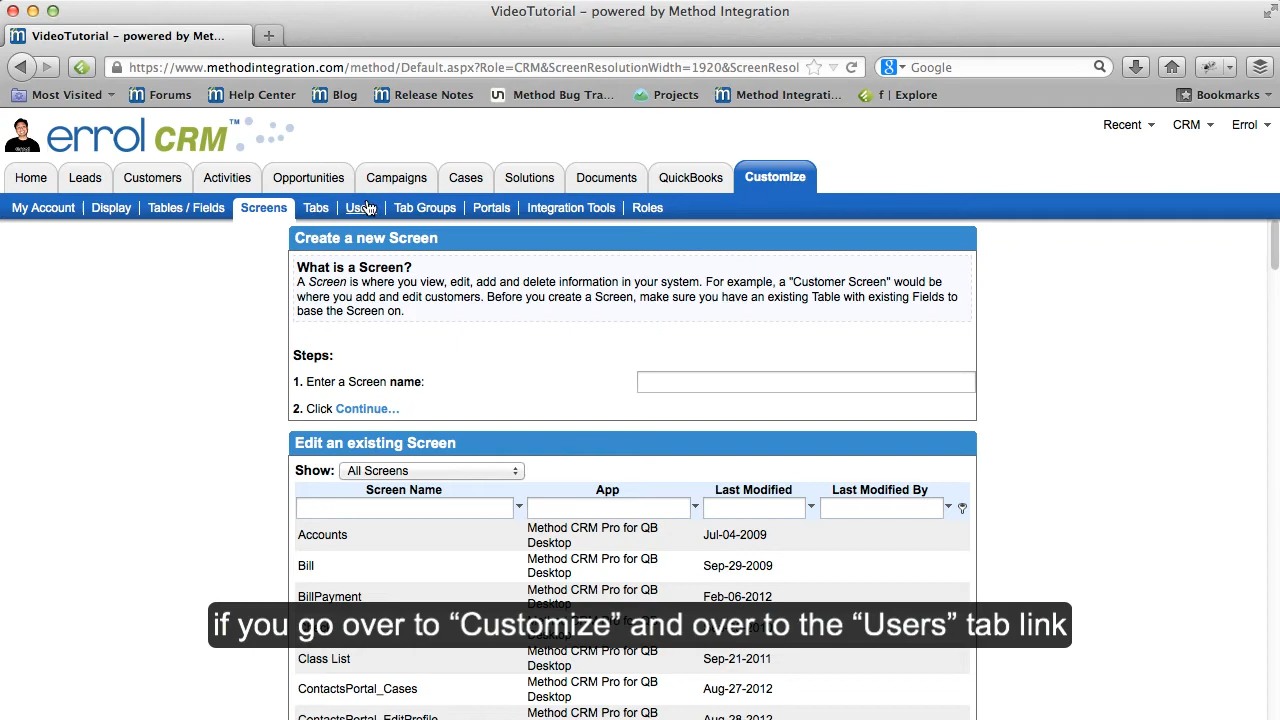 VideoTutorial - powered by Method Integration
VideoTutorial - powered by Met...
https://www.methodintegration.com/method/Default.aspx?Role=CRM&ScreenResolutionWidth=1920&ScreenResol
Google
Most Visited Forums Help Center Blog Release Notes Method Bug Tra... Projects Method Integrati... f | Explore Bookmarks
errol CRM™
Recent CRM Errol
Home Leads Customers Activities Opportunities Campaigns Cases Solutions Documents QuickBooks Customize
My Account Display Tables / Fields Screens Tabs Tab Groups Portals Integration Tools Roles
Create a new Screen
What is a Screen?
A Screen is where you view, edit, add and delete information in your system. For example, a "Customer Screen" would be
where you add and edit customers. Before you create a Screen, make sure you have an existing Table with existing Fields to
base the Screen on.
Steps:
1. Enter a Screen name:
2. Click Continue...
Edit an existing Screen
Show: All Screens
Screen Name App Last Modified Last Modified By
Accounts Method CRM Pro for QB Desktop Jul-04-2009
Bill Method CRM Pro for QB Desktop Sep-29-2009
BillPayment Method CRM Pro for QB Feb-06-2012
if you go over to “Customize” and over to the “Users” tab link
Class List Desktop Sep-21-2011
ContactsPortal_Cases Method CRM Pro for QB Desktop Aug-27-2012
ContactsPortal_EditProfile Method CRM Pro for QB Aug-28-2012